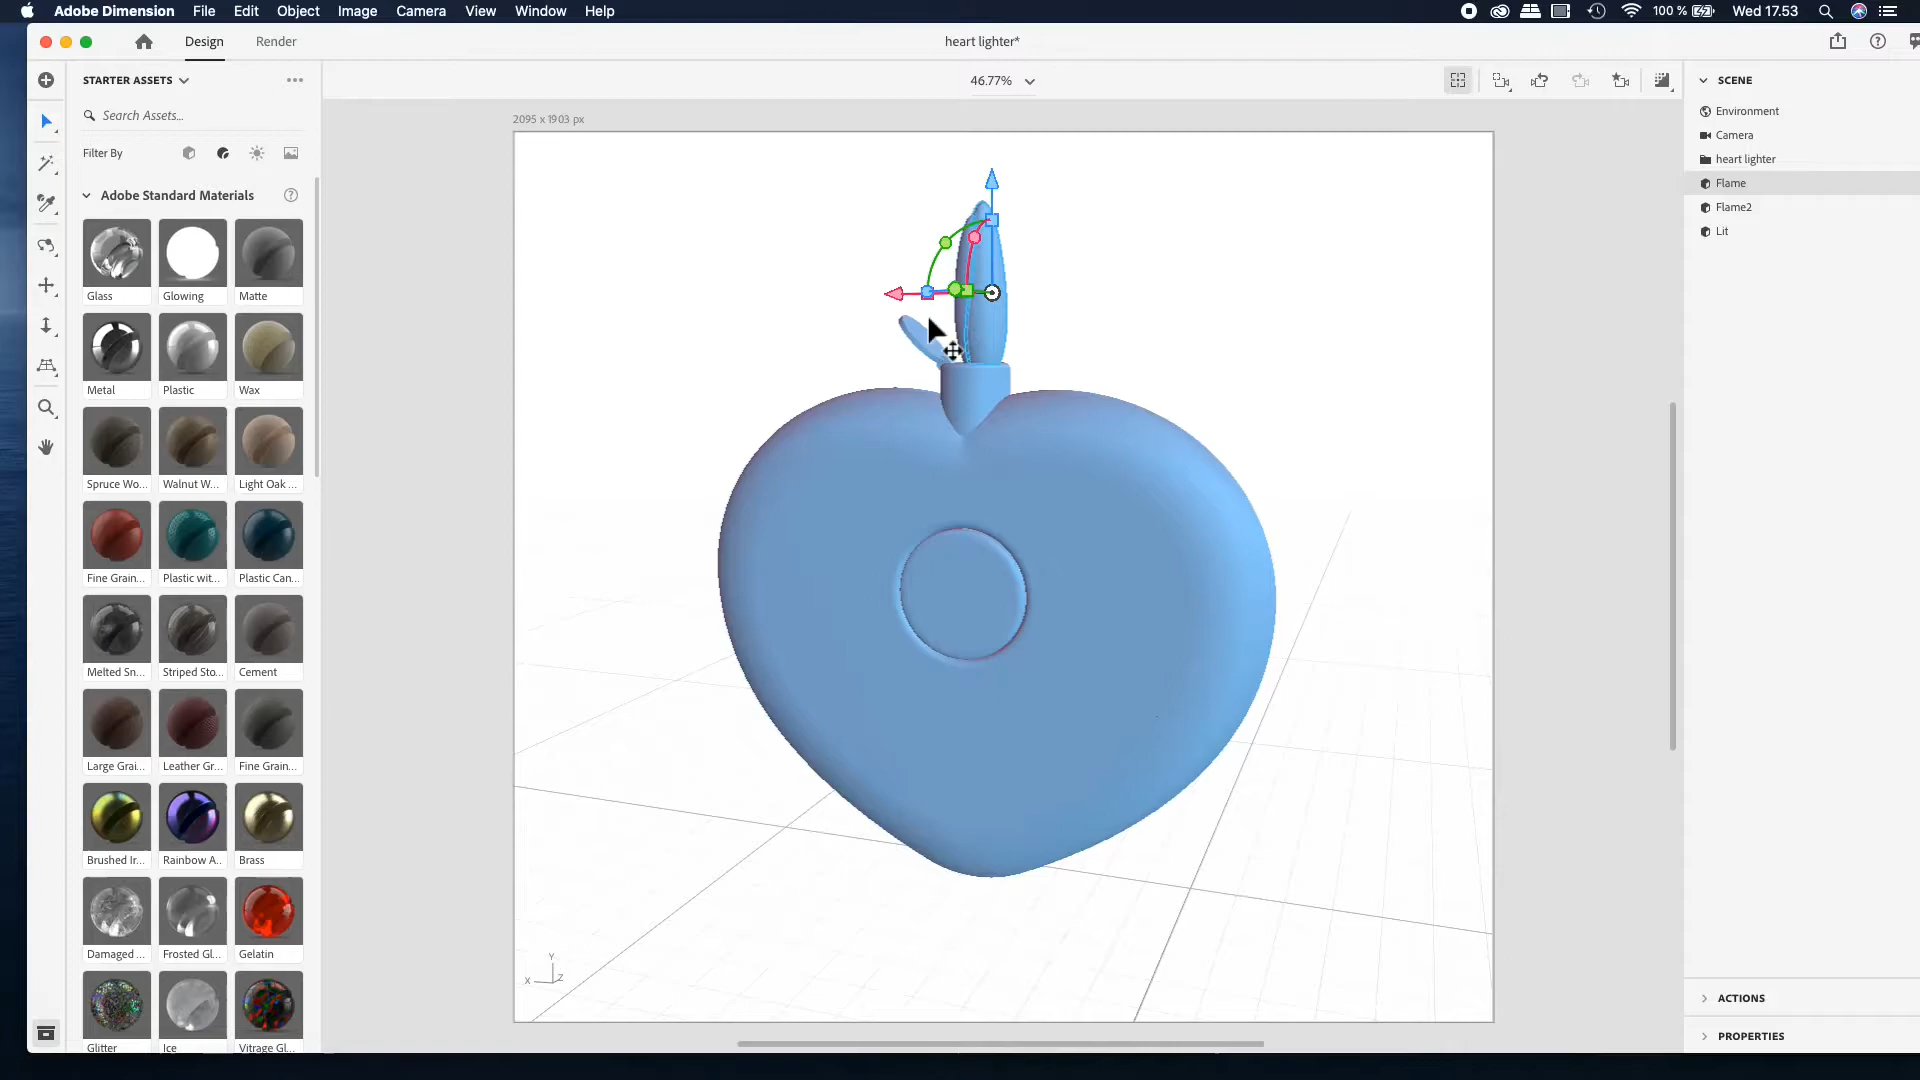 Adobe Dimension File Edit Object Image Camera View Window Help 100 % Wed 17.53
Design Render heart lighter*
STARTER ASSETS 46.77% SCENE
Search Assets...
Filter By
2095 x 1903 px
Environment
Camera
heart lighter
Flame
Flame2
Lit
Adobe Standard Materials
Glass Glowing Matte
Metal Plastic Wax
Spruce Wo... Walnut W... Light Oak ...
Fine Grain... Plastic wit... Plastic Can...
Melted Sn... Striped Sto... Cement
Large Grai... Leather Gr... Fine Grain...
Brushed Ir... Rainbow A... Brass
Damaged ... Frosted Gl... Gelatin
Glitter Ice Vitrage Gl...
Y
X Z
ACTIONS
PROPERTIES